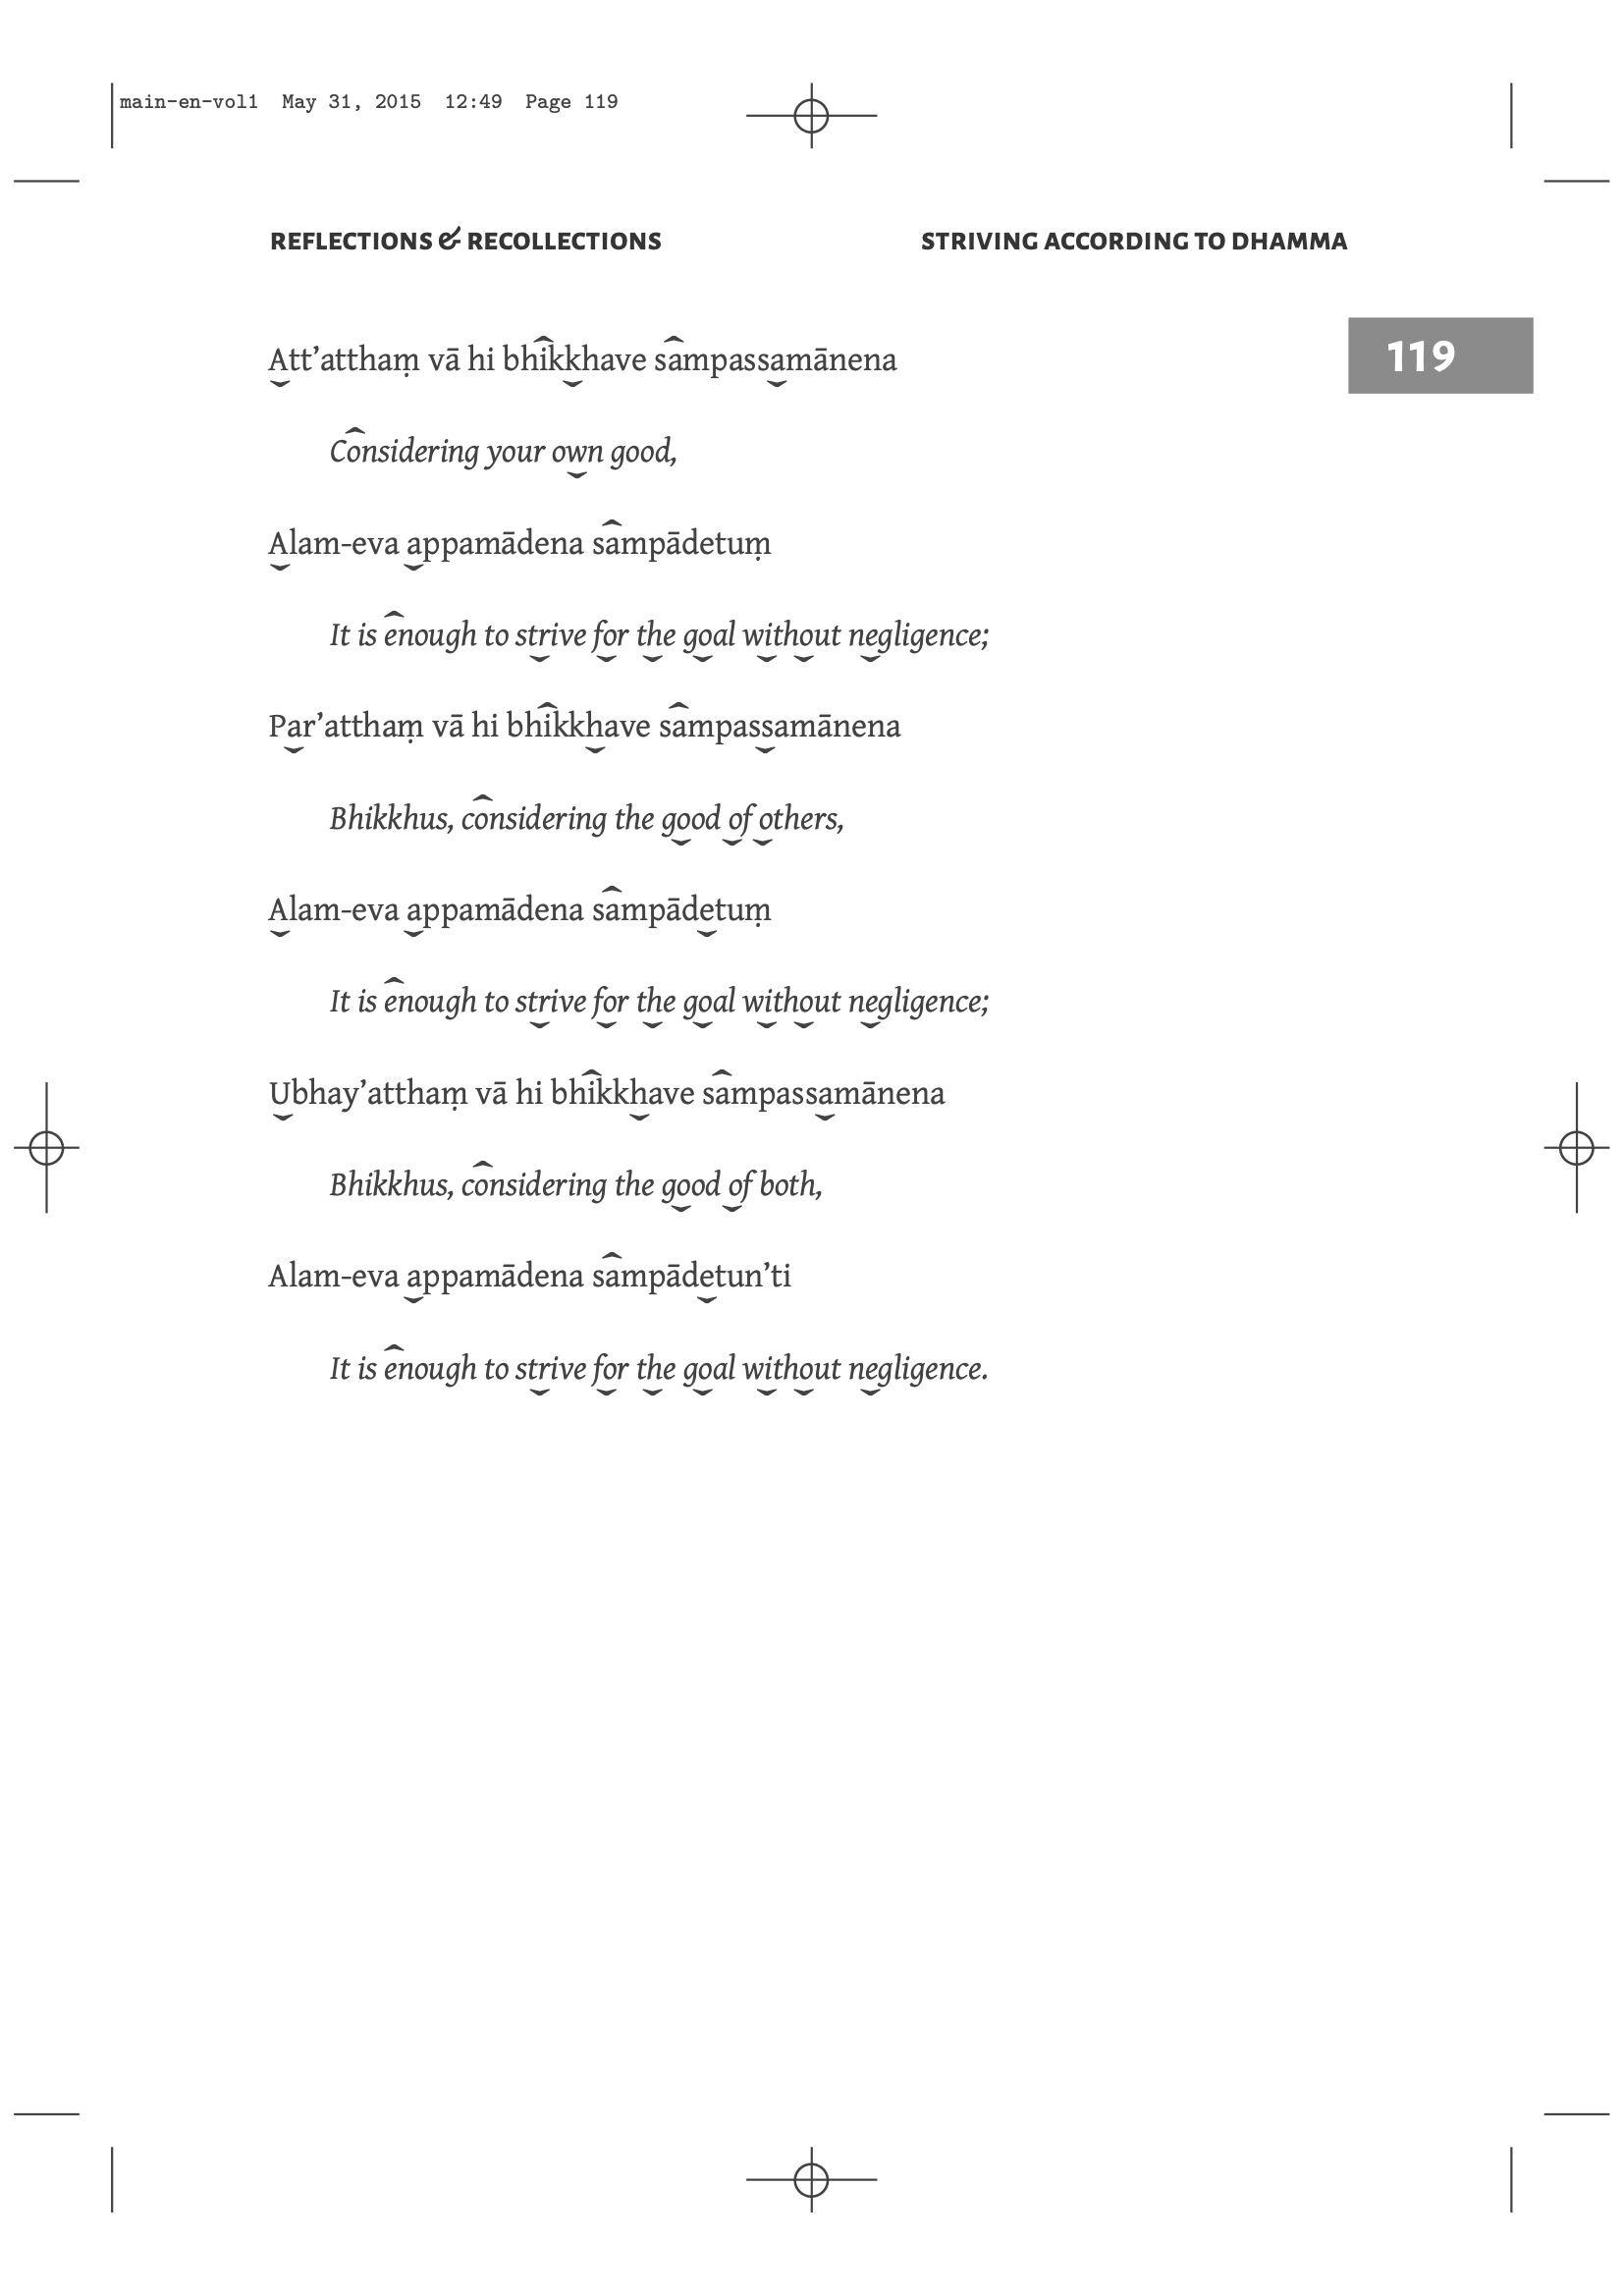 main-en-vol1 May 31, 2015 12:49 Page 119
REFLECTIONS & RECOLLECTIONS STRIVING ACCORDING TO DHAMMA
119
Att’atthaṃ vā hi bhikkhave sampassamānena
Considering your own good,
Alam-eva appamādena sampādetuṃ
It is enough to strive for the goal without negligence;
Par’atthaṃ vā hi bhikkhave sampassamānena
Bhikkhus, considering the good of others,
Alam-eva appamādena sampādetuṃ
It is enough to strive for the goal without negligence;
Ubhay’atthaṃ vā hi bhikkhave sampassamānena
Bhikkhus, considering the good of both,
Alam-eva appamādena sampādetun’ti
It is enough to strive for the goal without negligence.